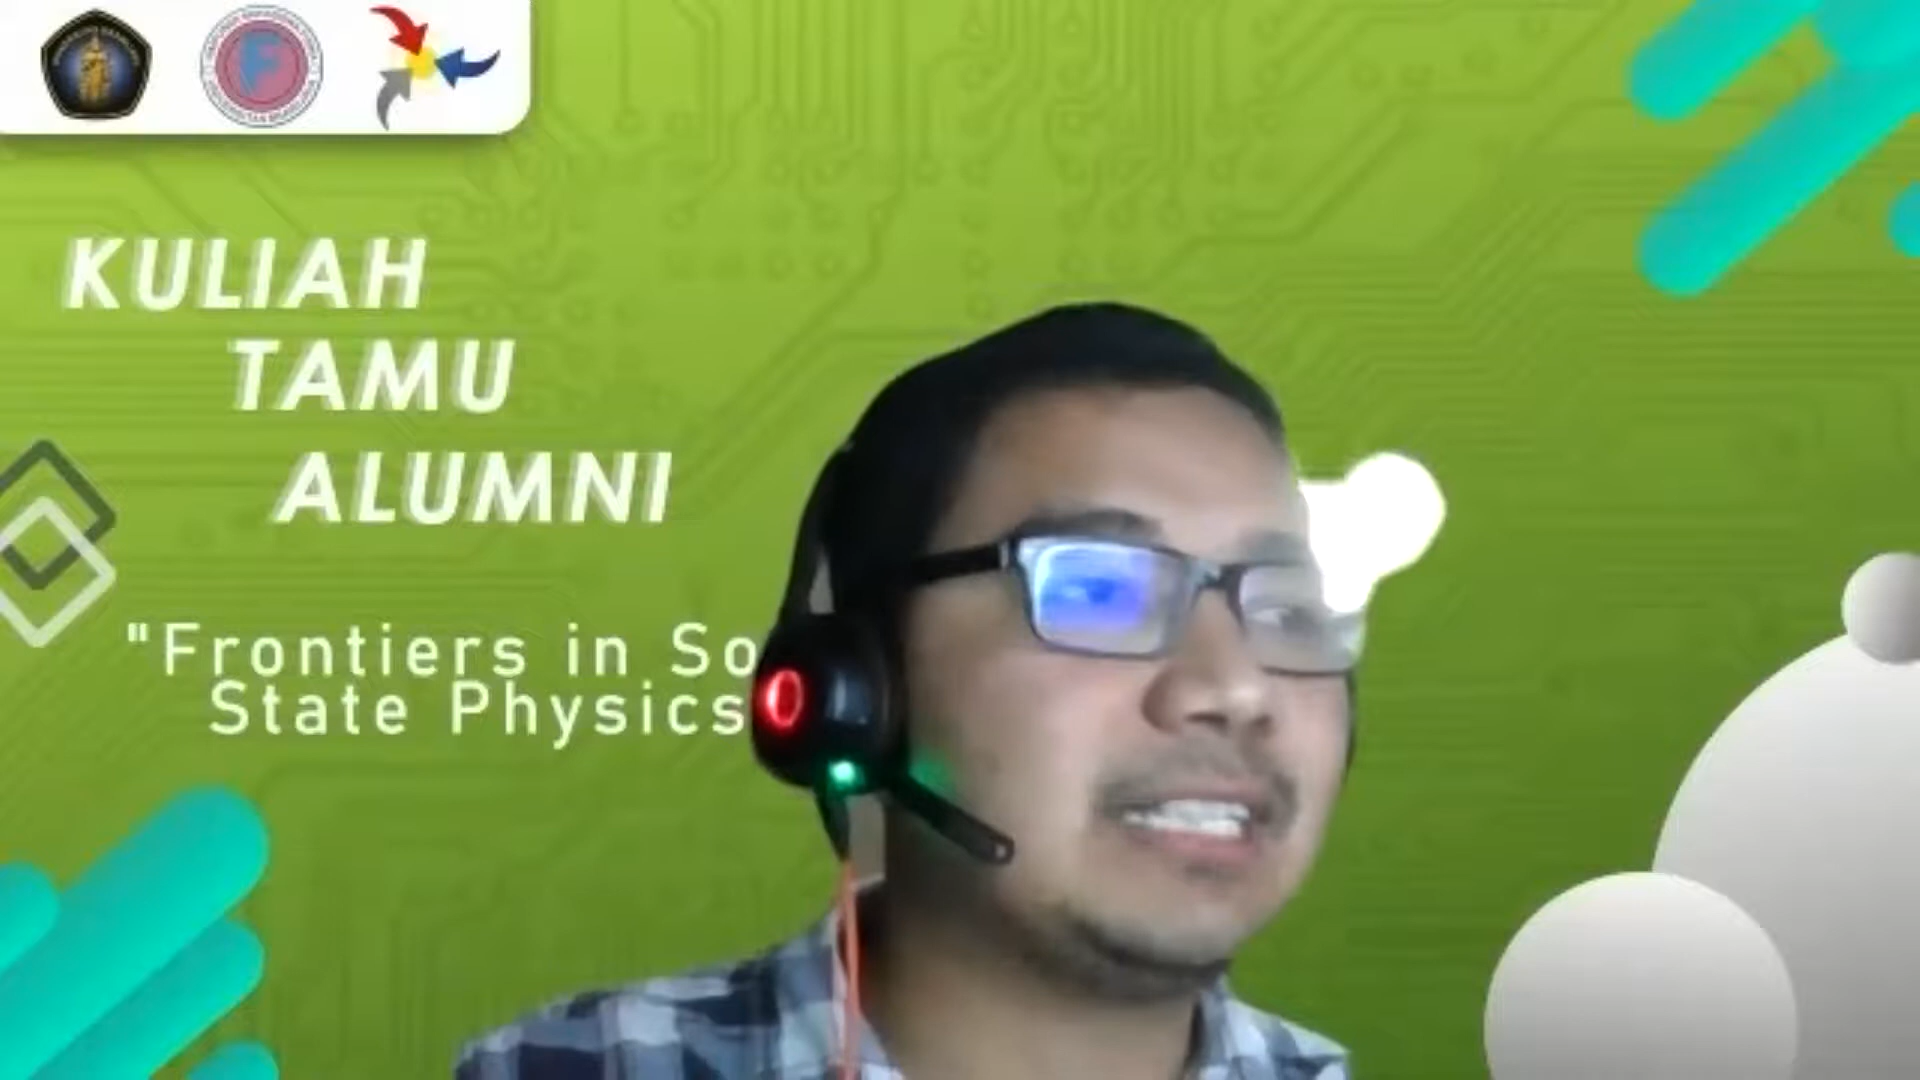 KULIAH
TAMU
ALUMNI
"Frontiers in So
State Physics